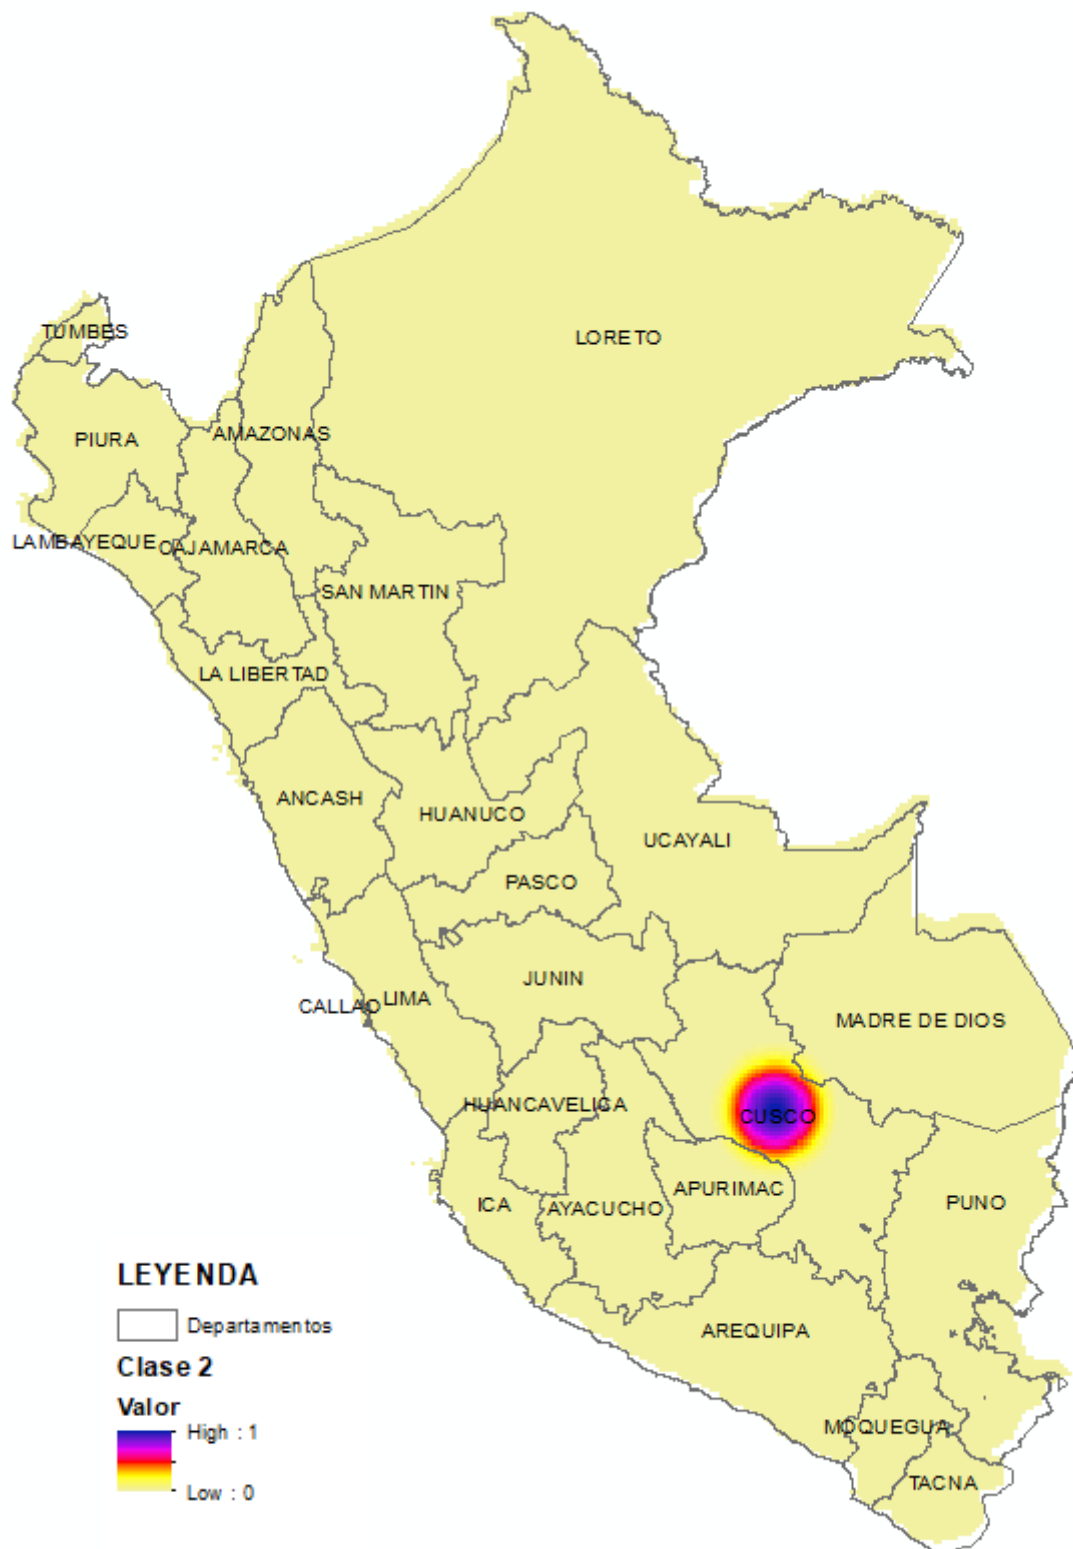 TUMBES
LORETO
PIURA
AMAZONAS
LAMBAYEQUE
CAJAMARCA
SAN MARTIN
LA LIBERTAD
ANCASH
HUANUCO
UCAYALI
PASCO
JUNIN
CALLAO
LIMA
MADRE DE DIOS
HUANCAVELICA
CUSCO
ICA
AYACUCHO
APURIMAC
PUNO
AREQUIPA
MOQUEGUA
TACNA
LEYENDA
Departamentos
Clase 2
Valor
High : 1
Low : 0